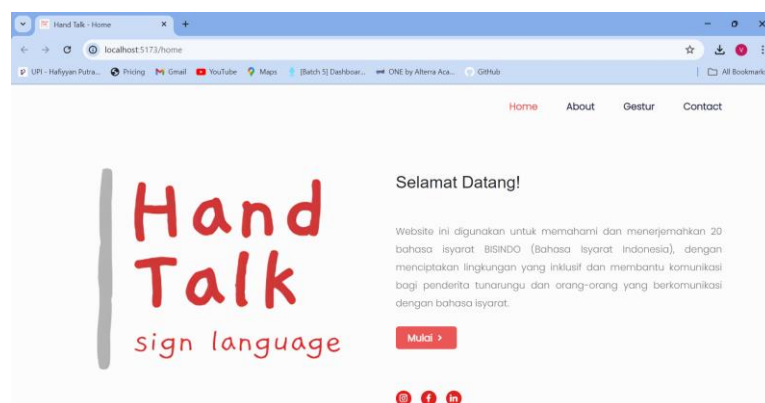 Hand Talk - Home
localhost:5173/home
UPI - Hafiyyan Putra... Pricing Gmail YouTube Maps [Batch 5] Dashboar... ONE by Alterra Aca... GitHub All Bookmark
Home About Gestur Contact
Hand
Talk
sign language
Selamat Datang!
Website ini digunakan untuk memahami dan menerjemahkan 20
bahasa isyarat BISINDO (Bahasa Isyarat Indonesia), dengan
menciptakan lingkungan yang inklusif dan membantu komunikasi
bagi penderita tunarungu dan orang-orang yang berkomunikasi
dengan bahasa isyarat.
Mulai >